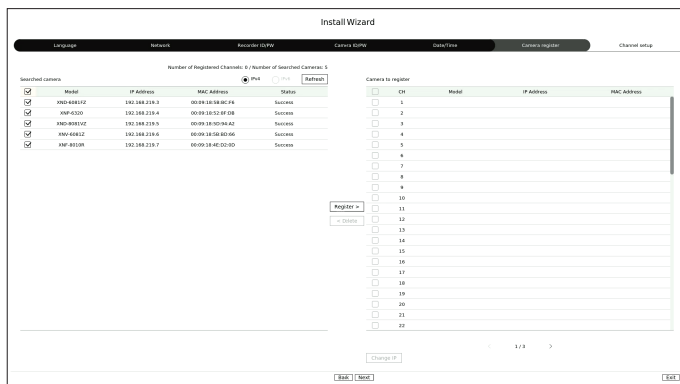 Install Wizard
Language Network Recorder ID/PW Camra ID/PW Date/Time Camera register Channel setup
Number of Registered Channels: 0 / Number of Searched Cameras: 5
Searched camera IPv4 IPv6 Refresh Camera to register
Model IP Address MAC Address Status CH Model IP Address MAC Address
XND-6081FZ 192.168.219.3 00:09:18:5B:BC:F6 Success 1
XNP-6320 192.168.219.4 00:09:18:52:0F:DB Success 2
XND-8081VZ 192.168.219.5 00:09:18:5D:94:A2 Success 3
XNV-6081Z 192.168.219.6 00:09:18:5B:BD:66 Success 4
XNF-8010R 192.168.219.7 00:09:18:4E:D2:0D Success 5
6
7
8
9
10
Register > 11
< Delete 12
13
14
15
16
17
18
19
20
21
22
< 1 / 3 >
Change IP
Back Next Exit